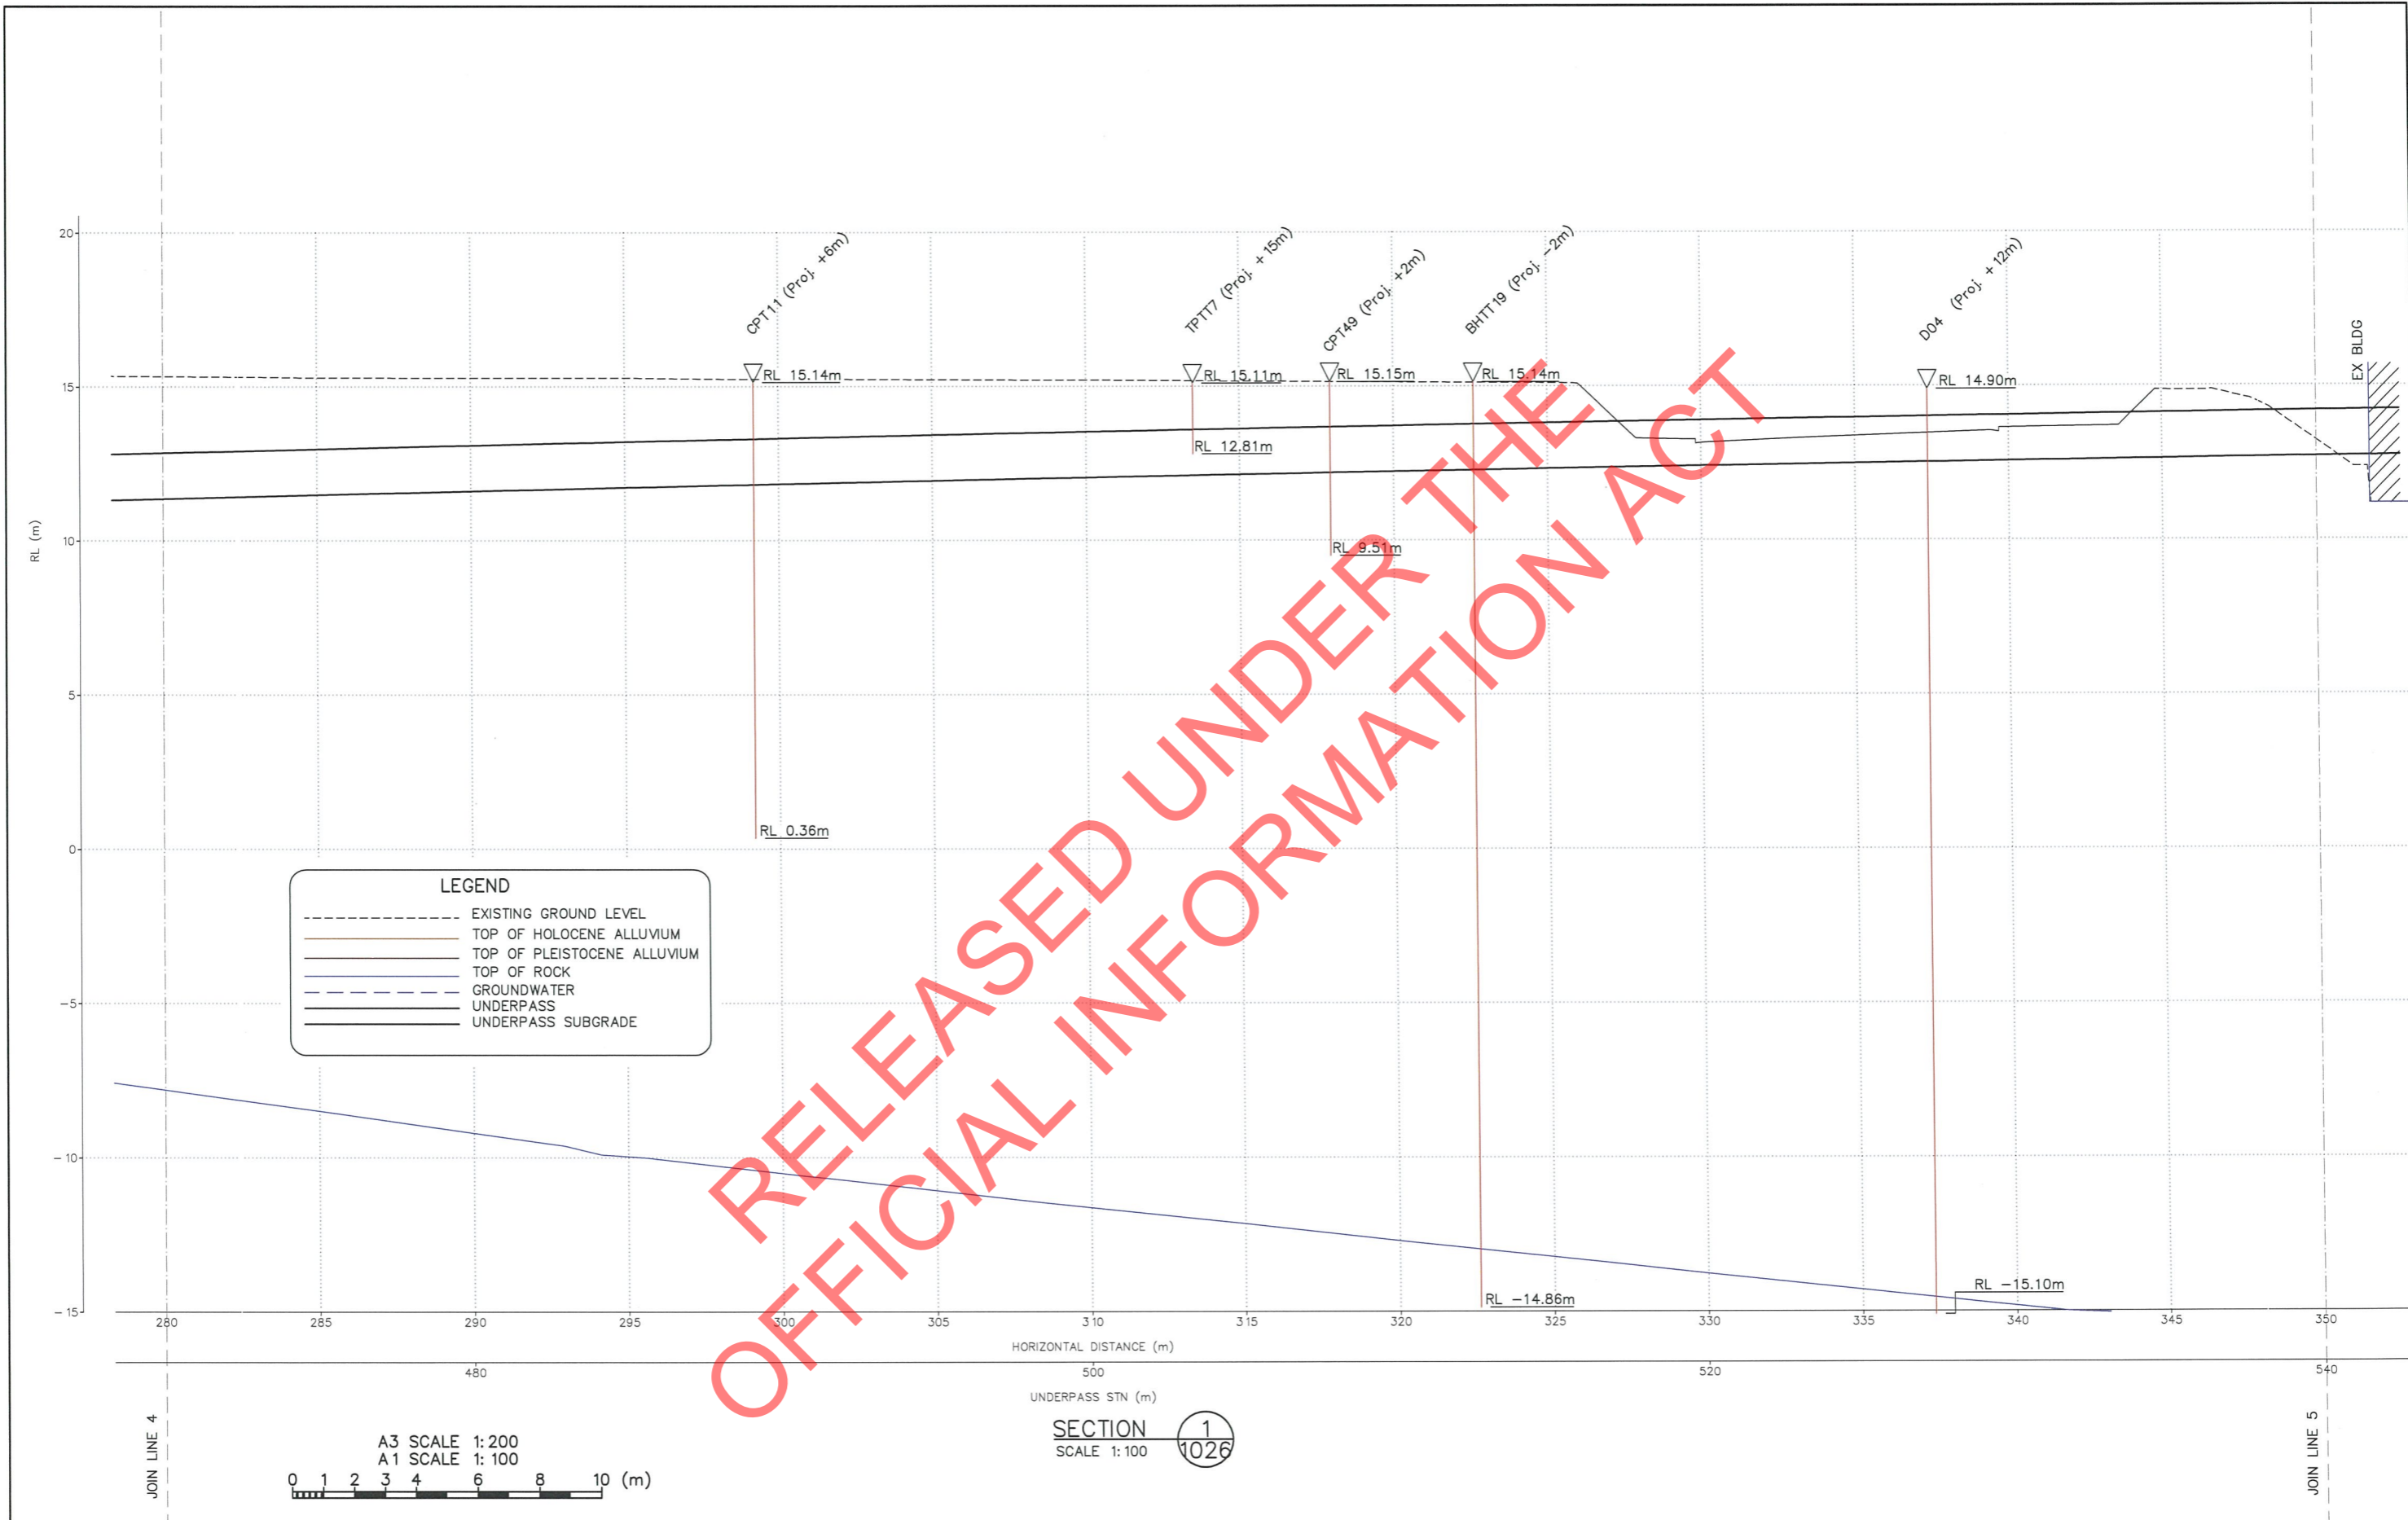 CPT11 (Proj. +6m)
TPTT7 (Proj. +15m)
CPT49 (Proj. +2m)
BHTT19 (Proj. -2m)
D04 (Proj. +12m)
EX BLDG
RL 15.14m
RL 15.11m
RL 15.15m
RL 15.14m
RL 14.90m
RL 12.81m
RL 9.51m
RL 0.36m
RL -14.86m
RL -15.10m
RL (m)
20
15
10
5
0
-5
-10
-15
LEGEND
EXISTING GROUND LEVEL
TOP OF HOLOCENE ALLUVIUM
TOP OF PLEISTOCENE ALLUVIUM
TOP OF ROCK
GROUNDWATER
UNDERPASS
UNDERPASS SUBGRADE
RELEASED UNDER THE
OFFICIAL INFORMATION ACT
280 285 290 295 300 305 310 315 320 325 330 335 340 345 350
HORIZONTAL DISTANCE (m)
480 500 520 540
UNDERPASS STN (m)
JOIN LINE 4
JOIN LINE 5
SECTION 1
SCALE 1:100 1026
A3 SCALE 1:200
A1 SCALE 1:100
0 1 2 3 4 6 8 10 (m)